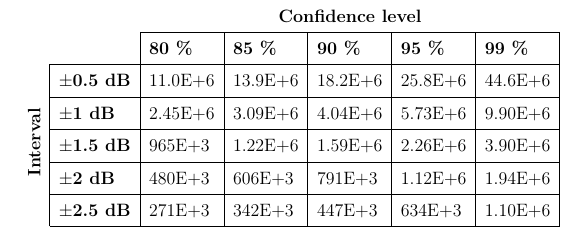 Confidence level
80 % 85 % 90 % 95 % 99 %
Interval
±0.5 dB 11.0E+6 13.9E+6 18.2E+6 25.8E+6 44.6E+6
±1 dB 2.45E+6 3.09E+6 4.04E+6 5.73E+6 9.90E+6
±1.5 dB 965E+3 1.22E+6 1.59E+6 2.26E+6 3.90E+6
±2 dB 480E+3 606E+3 791E+3 1.12E+6 1.94E+6
±2.5 dB 271E+3 342E+3 447E+3 634E+3 1.10E+6